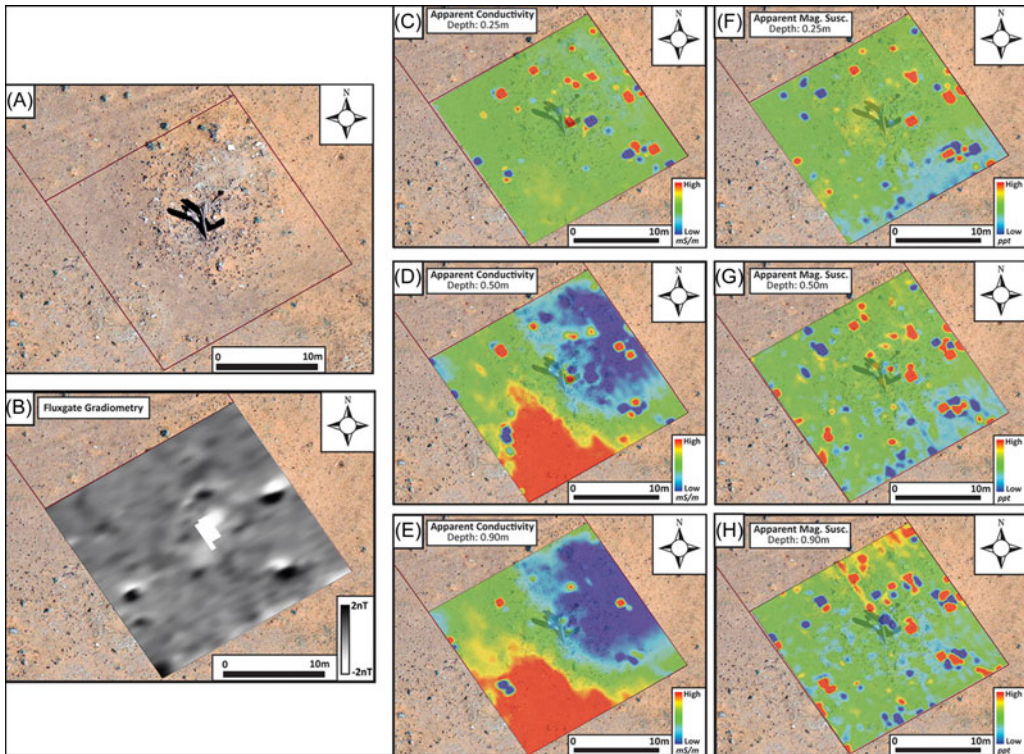 (A)
N
0
10m
(B)
Fluxgate Gradiometry
N
2nT
-2nT
0
10m
(C)
Apparent Conductivity
Depth: 0.25m
N
High
Low
mS/m
0
10m
(D)
Apparent Conductivity
Depth: 0.50m
N
High
Low
mS/m
0
10m
(E)
Apparent Conductivity
Depth: 0.90m
N
High
Low
mS/m
0
10m
(F)
Apparent Mag. Susc.
Depth: 0.25m
N
High
Low
ppt
0
10m
(G)
Apparent Mag. Susc.
Depth: 0.50m
N
High
Low
ppt
0
10m
(H)
Apparent Mag. Susc.
Depth: 0.90m
N
High
Low
ppt
0
10m